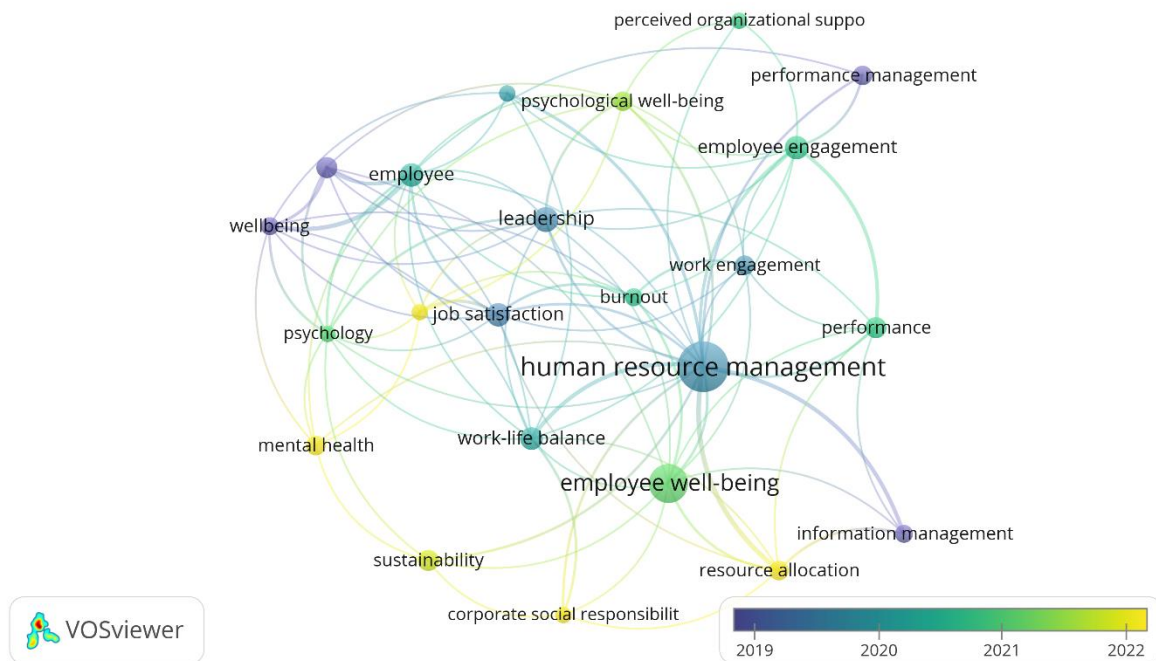 perceived organizational suppo
performance management
psychological well-being
employee engagement
employee
leadership
wellbeing
work engagement
burnout
job satisfaction
performance
psychology
human resource management
work-life balance
mental health
employee well-being
information management
sustainability
resource allocation
corporate social responsibilit
VOSviewer
2019
2020
2021
2022